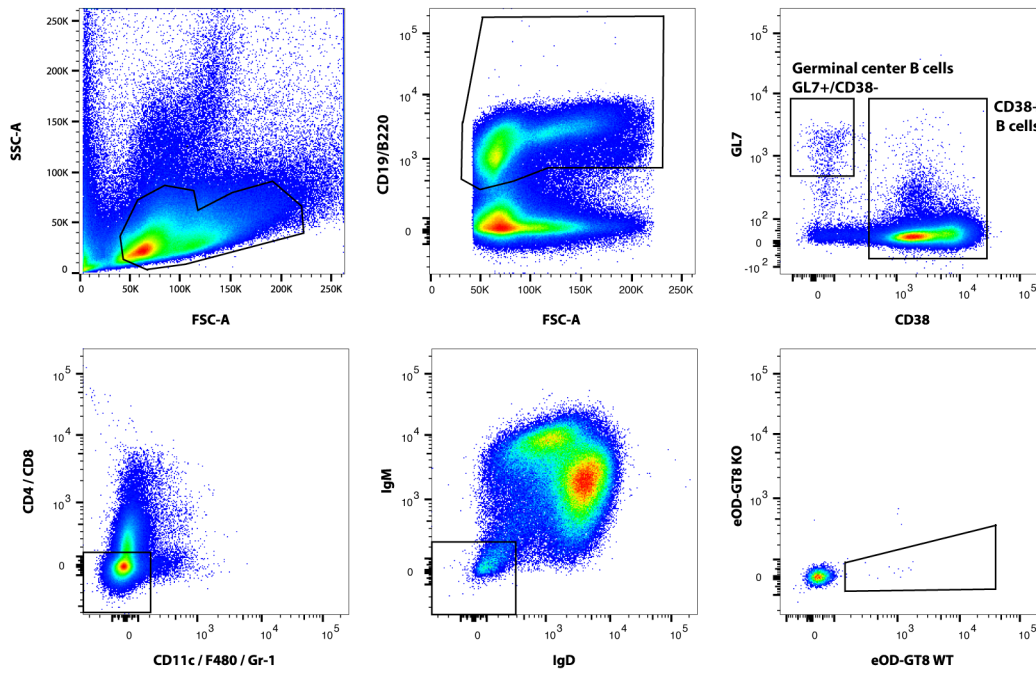 250K
200K
150K
100K
50K
0
SSC-A
0 50K 100K 150K 200K 250K
FSC-A
10 5
10 4
10 3
0
CD19/B220
0 50K 100K 150K 200K 250K
FSC-A
10 5
10 4
10 3
10 2
0
-10 2
GL7
Germinal center B cells
GL7+/CD38-
CD38-
B cells
0 10 3 10 4 10 5
CD38
10 5
10 4
10 3
0
CD4 / CD8
0 10 3 10 4 10 5
CD11c / F480 / Gr-1
10 5
10 4
10 3
0
IgM
0 10 3 10 4 10 5
IgD
10 5
10 4
10 3
0
eOD-GT8 KO
0 10 3 10 4 10 5
eOD-GT8 WT